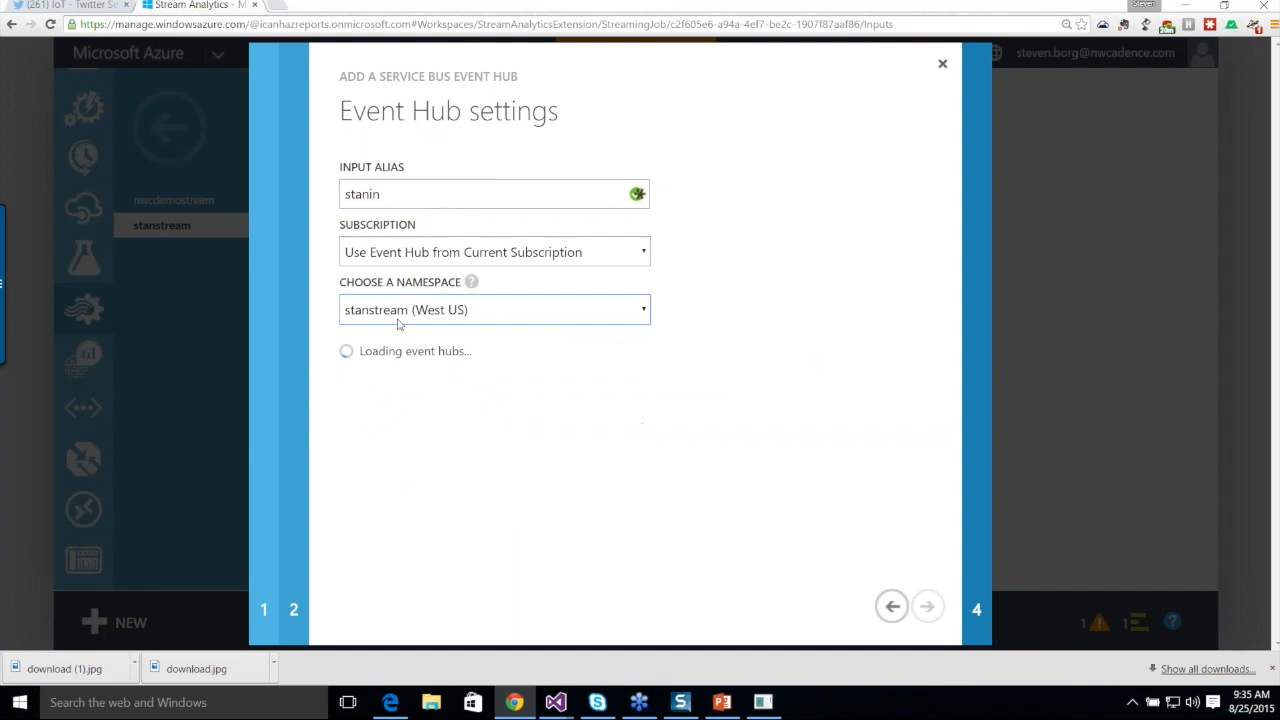 (261) IoT - Twitter Se
Stream Analytics - M
Steven
https://manage.windowsazure.com/@icanhazreports.onmicrosoft.com#Workspaces/StreamAnalyticsExtension/StreamingJob/c2f605e6-a94a-4ef7-be2c-1907f87aaf86/Inputs
Microsoft Azure
steven.borg@nwcadence.com
nwcdemostream
stanstream
ADD A SERVICE BUS EVENT HUB
Event Hub settings
INPUT ALIAS
stanin
SUBSCRIPTION
Use Event Hub from Current Subscription
CHOOSE A NAMESPACE ?
stanstream (West US)
Loading event hubs...
1
2
4
NEW
1
1
?
download (1).jpg
download.jpg
Show all downloads...
Search the web and Windows
9:35 AM
8/25/2015